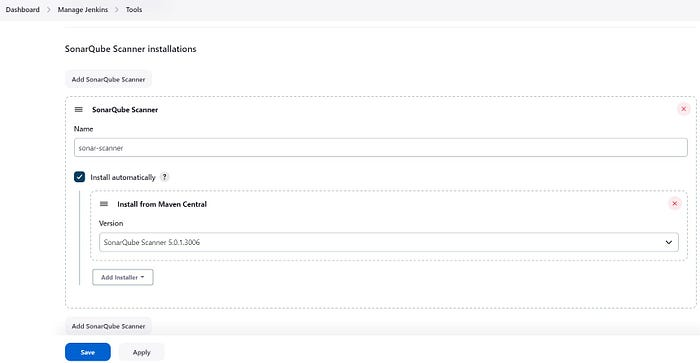 Dashboard > Manage Jenkins > Tools
SonarQube Scanner installations
Add SonarQube Scanner
SonarQube Scanner
Name
sonar-scanner
Install automatically ?
Install from Maven Central
Version
SonarQube Scanner 5.0.1.3006
Add Installer
Add SonarQube Scanner
Save Apply